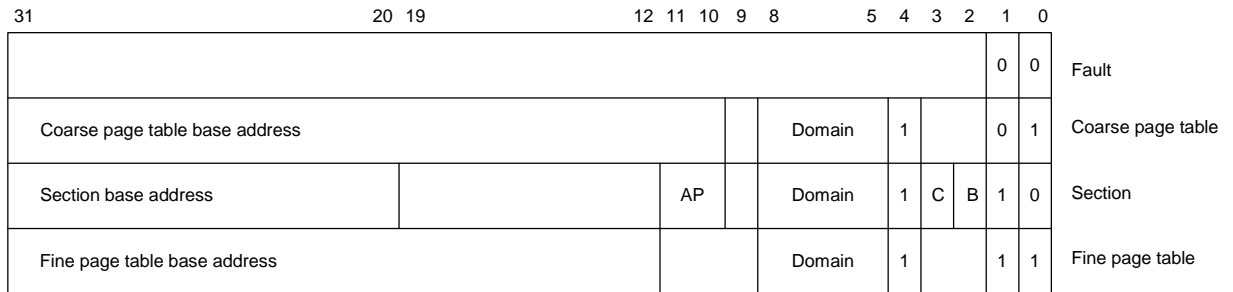 31 20 19 12 11 10 9 8 5 4 3 2 1 0
0 0 Fault
Coarse page table base address Domain 1 0 1 Coarse page table
Section base address AP Domain 1 C B 1 0 Section
Fine page table base address Domain 1 1 1 Fine page table